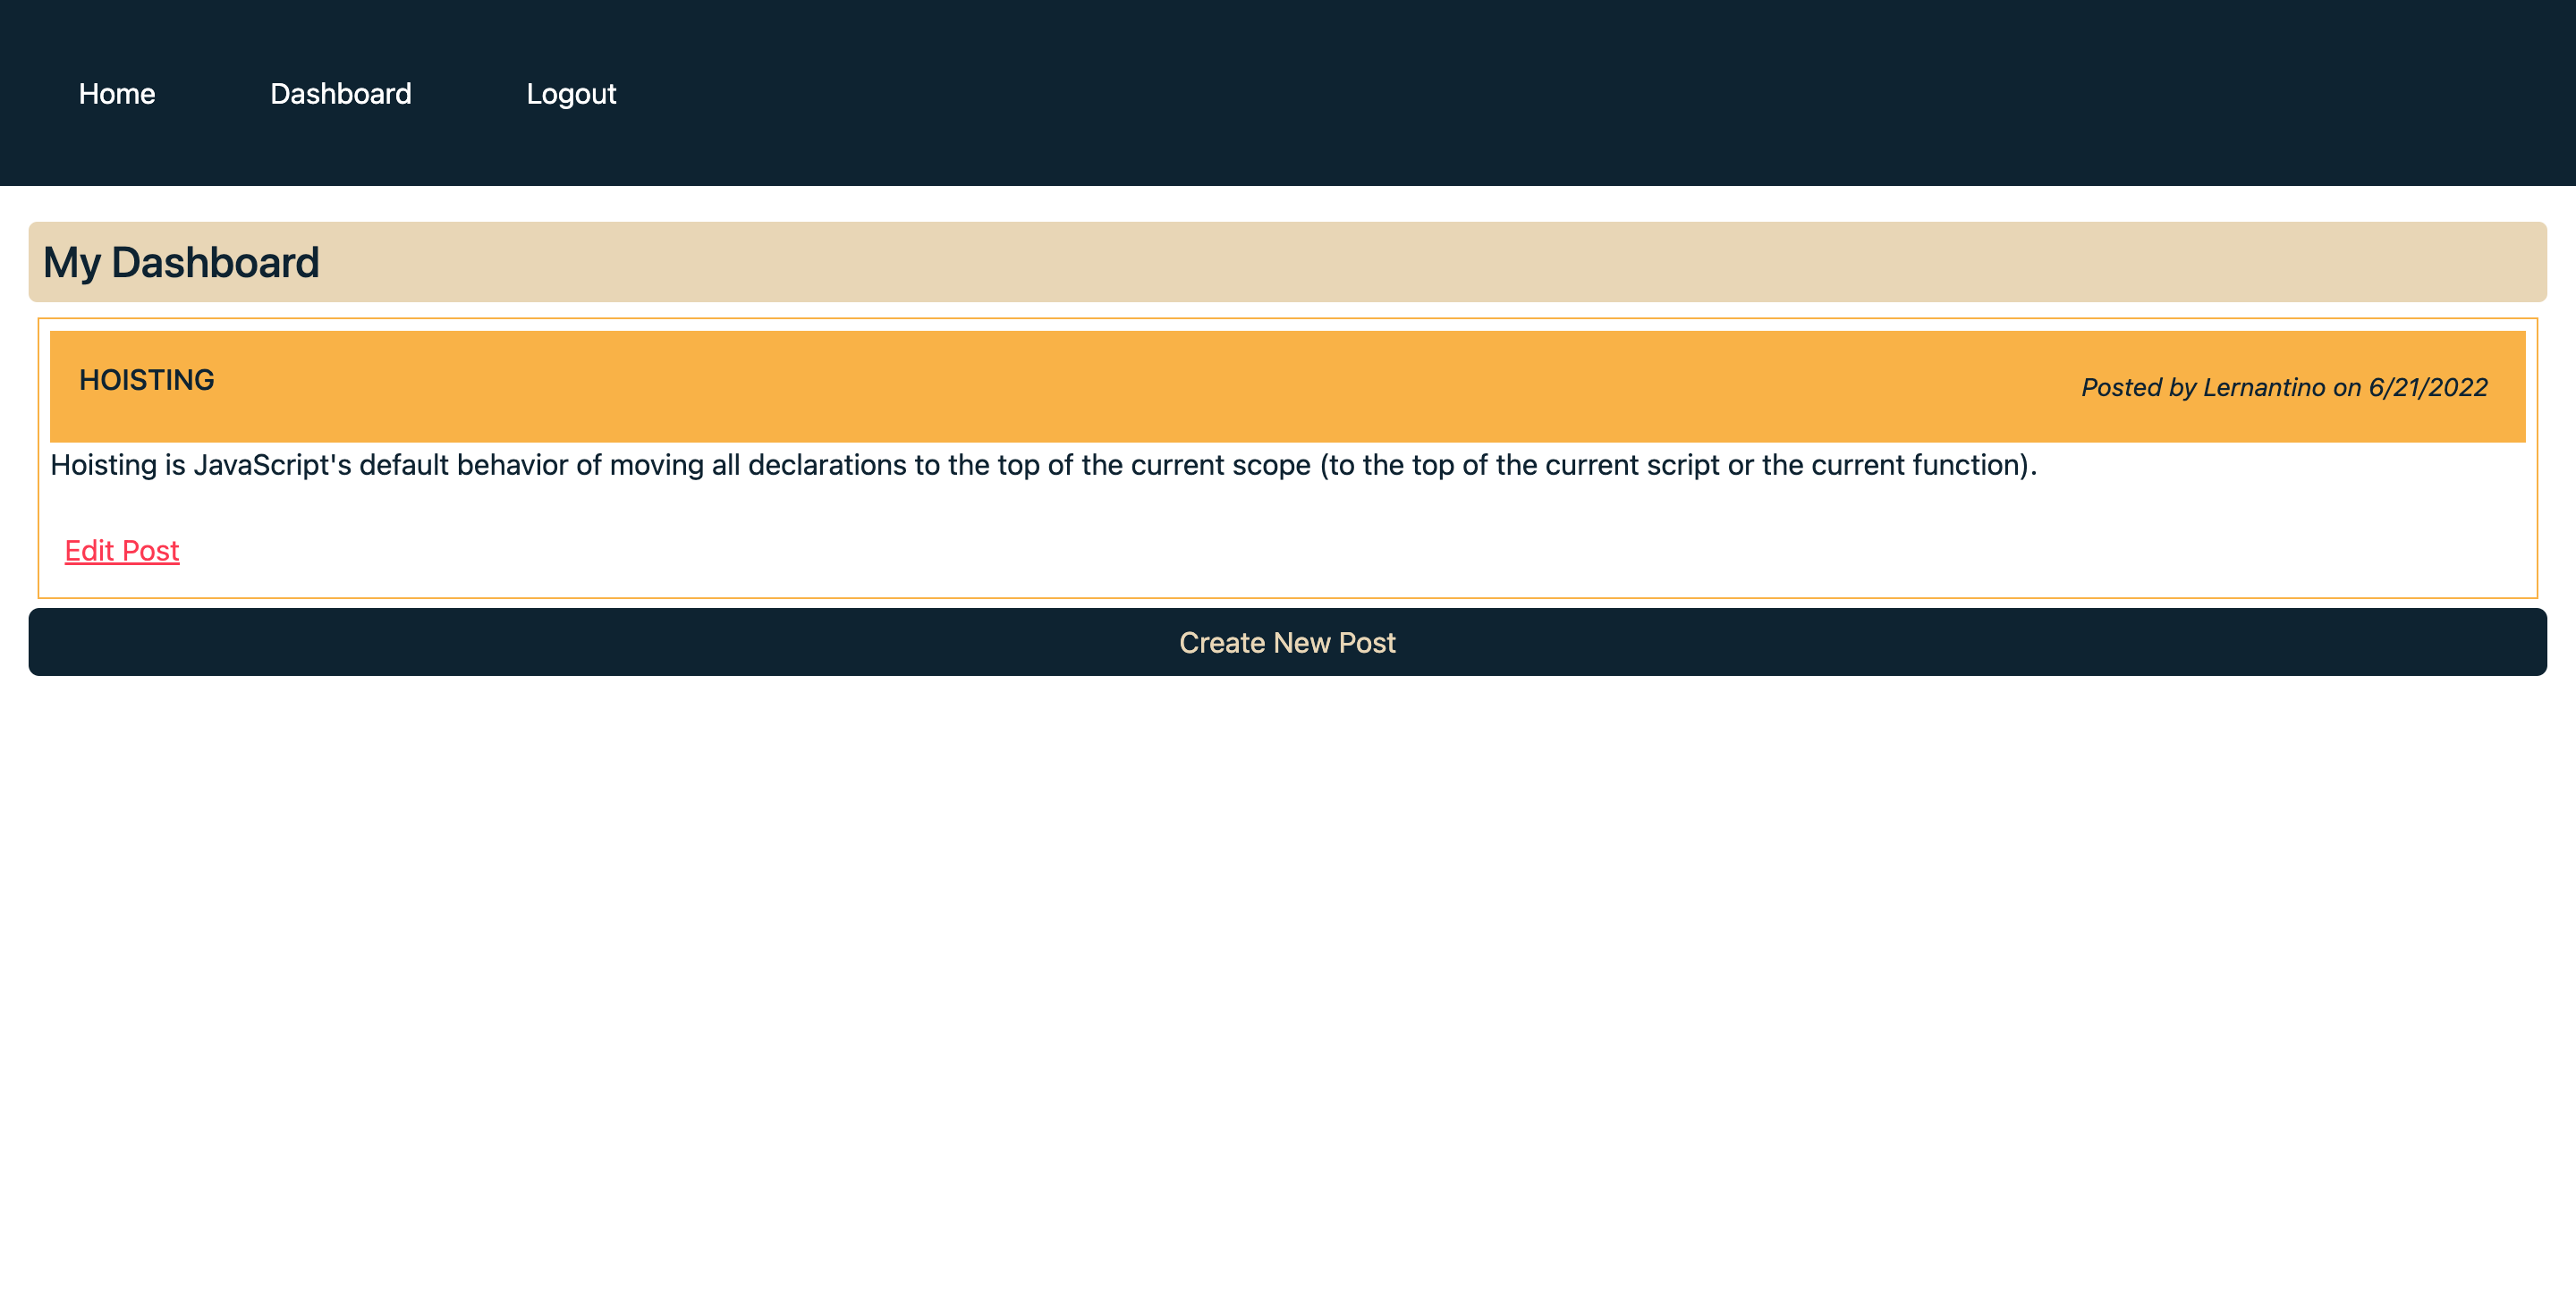 Home Dashboard Logout
My Dashboard
HOISTING Posted by Lernantino on 6/21/2022
Hoisting is JavaScript's default behavior of moving all declarations to the top of the current scope (to the top of the current script or the current function).
Edit Post
Create New Post